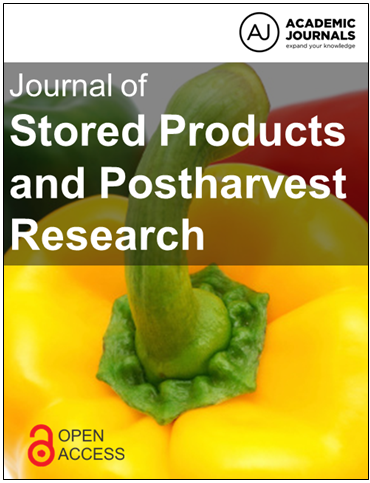 AJ
ACADEMIC
JOURNALS
expand your knowledge
Journal of
Stored Products
and Postharvest
Research
OPEN
ACCESS